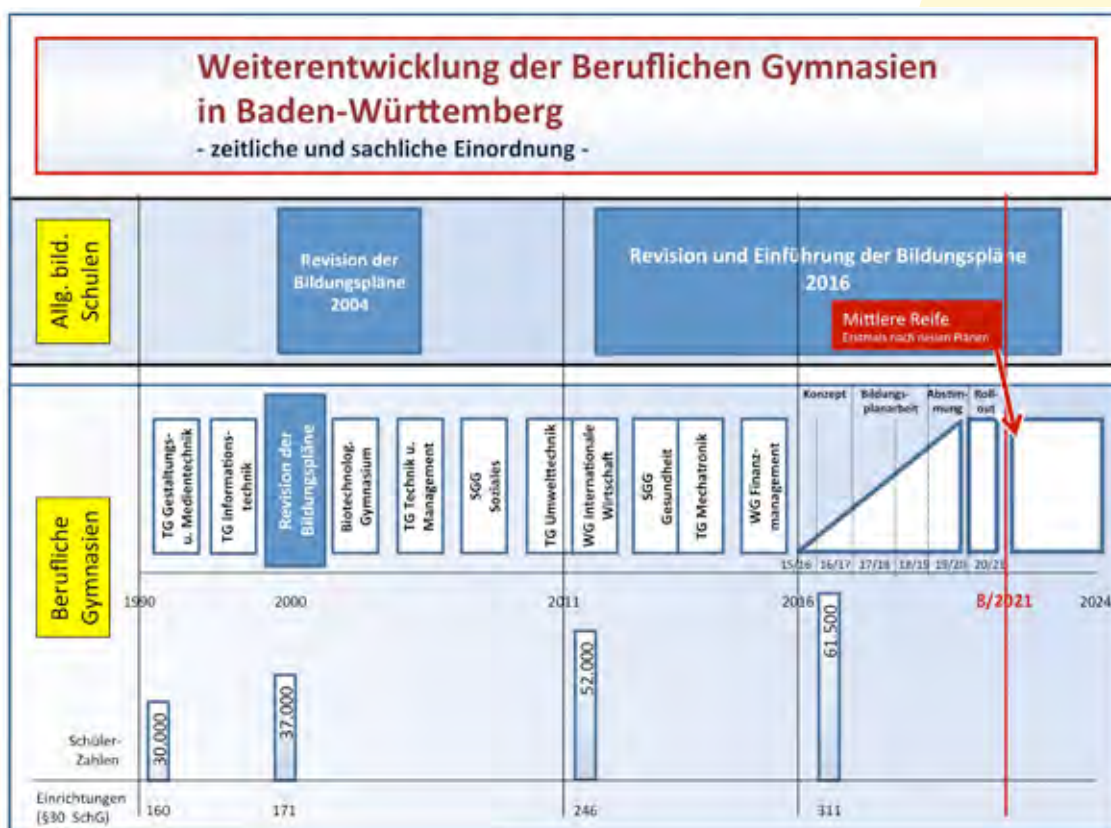 Weiterentwicklung der Beruflichen Gymnasien
in Baden-Württemberg
- zeitliche und sachliche Einordnung -
Allg. bild.
Schulen
Revision der
Bildungspläne
2004
Revision und Einführung der Bildungspläne
2016
Mittlere Reife
Erstmals nach neuen Plänen
Berufliche
Gymnasien
TG Gestaltungs-
u. Medientechnik
TG Informations-
technik
Revision der
Bildungspläne
Biotechnolog.
Gymnasium
TG Technik u.
Management
SGG
Soziales
TG Umwelttechnik
WG Internationale
Wirtschaft
SGG
Gesundheit
TG Mechatronik
WG Finanz-
management
Konzept
Bildungs-
planarbeit
Abstim-
mung
Roll-
out
15/16 16/17 17/18 18/19 19/20 20/21
1990 2000 2011 2016 8/2021 2024
Schüler-
Zahlen
30.000
37.000
52.000
61.500
Einrichtungen
(§30 SchG)
160 171 246 311